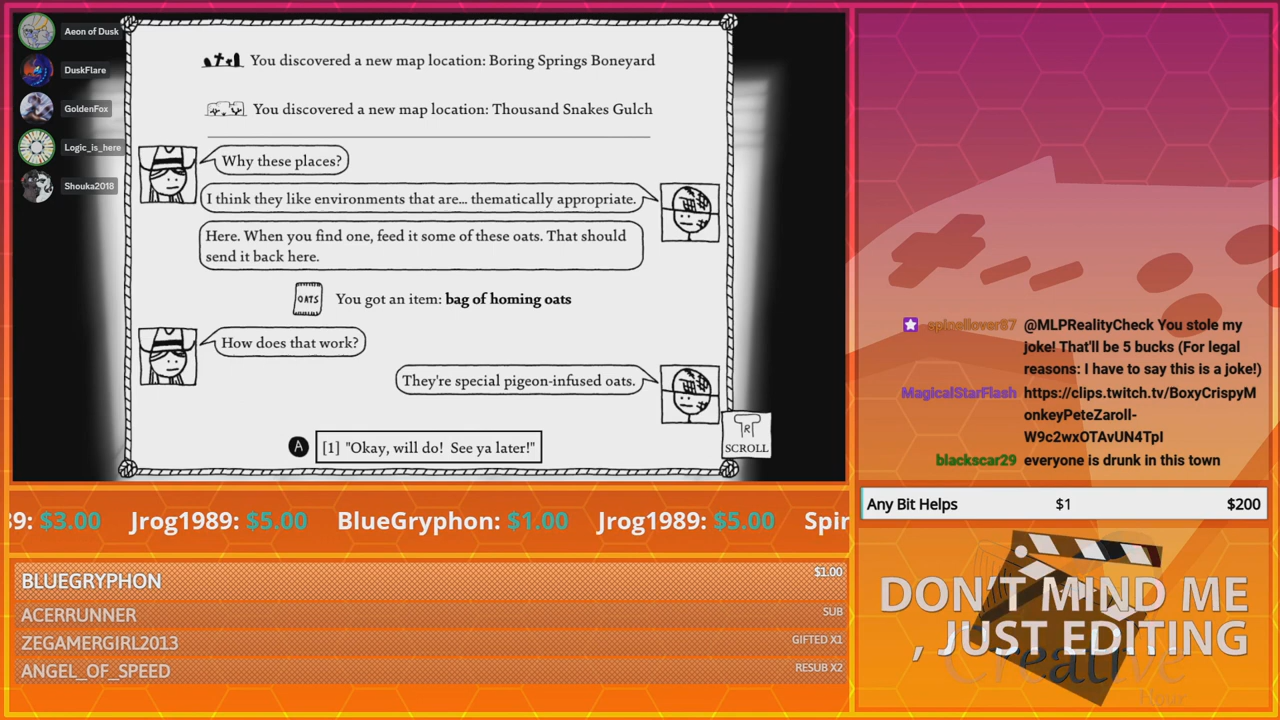 Aeon of Dusk
DuskFlare
GoldenFox
Logic_is_here
Shouka2018
You discovered a new map location: Boring Springs Boneyard
You discovered a new map location: Thousand Snakes Gulch
Why these places?
I think they like environments that are... thematically appropriate.
Here. When you find one, feed it some of these oats. That should
send it back here.
OATS
You got an item: bag of homing oats
How does that work?
They're special pigeon-infused oats.
A [1] "Okay, will do! See ya later!"
R
SCROLL
39: $3.00 Jrog1989: $5.00 BlueGryphon: $1.00 Jrog1989: $5.00 Spir
BLUEGRYPHON $1.00
ACERRUNNER SUB
ZEGAMERGIRL2013 GIFTED X1
ANGEL_OF_SPEED RESUB X2
spinellover87 @MLPRealityCheck You stole my
joke! That'll be 5 bucks (For legal
reasons: I have to say this is a joke!)
MagicalStarFlash https://clips.twitch.tv/BoxyCrispyM
onkeyPeteZaroll-
W9c2wxOTAvUN4TpI
blackscar29 everyone is drunk in this town
Any Bit Helps $1 $200
DON'T MIND ME
, JUST EDITING
Creative
Hour